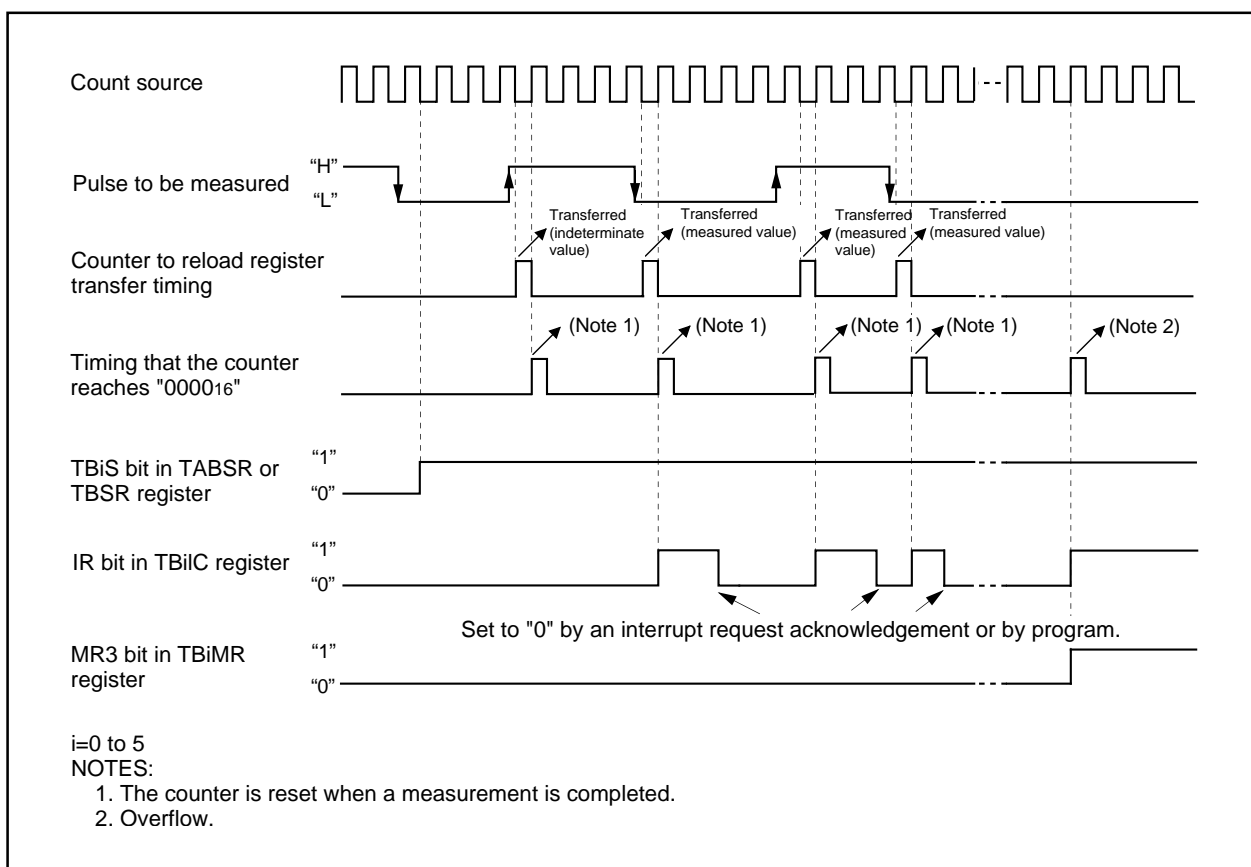 Count source
Pulse to be measured
“H”
“L”
Transferred
(indeterminate
value)
Transferred
(measured value)
Transferred
(measured
value)
Transferred
(measured value)
Counter to reload register
transfer timing
Timing that the counter
reaches "000016"
(Note 1)
(Note 1)
(Note 1)
(Note 1)
(Note 2)
TBiS bit in TABSR or
TBSR register
“1”
“0”
IR bit in TBiIC register
“1”
“0”
Set to "0" by an interrupt request acknowledgement or by program.
MR3 bit in TBiMR
register
“1”
“0”
i=0 to 5
NOTES:
1. The counter is reset when a measurement is completed.
2. Overflow.